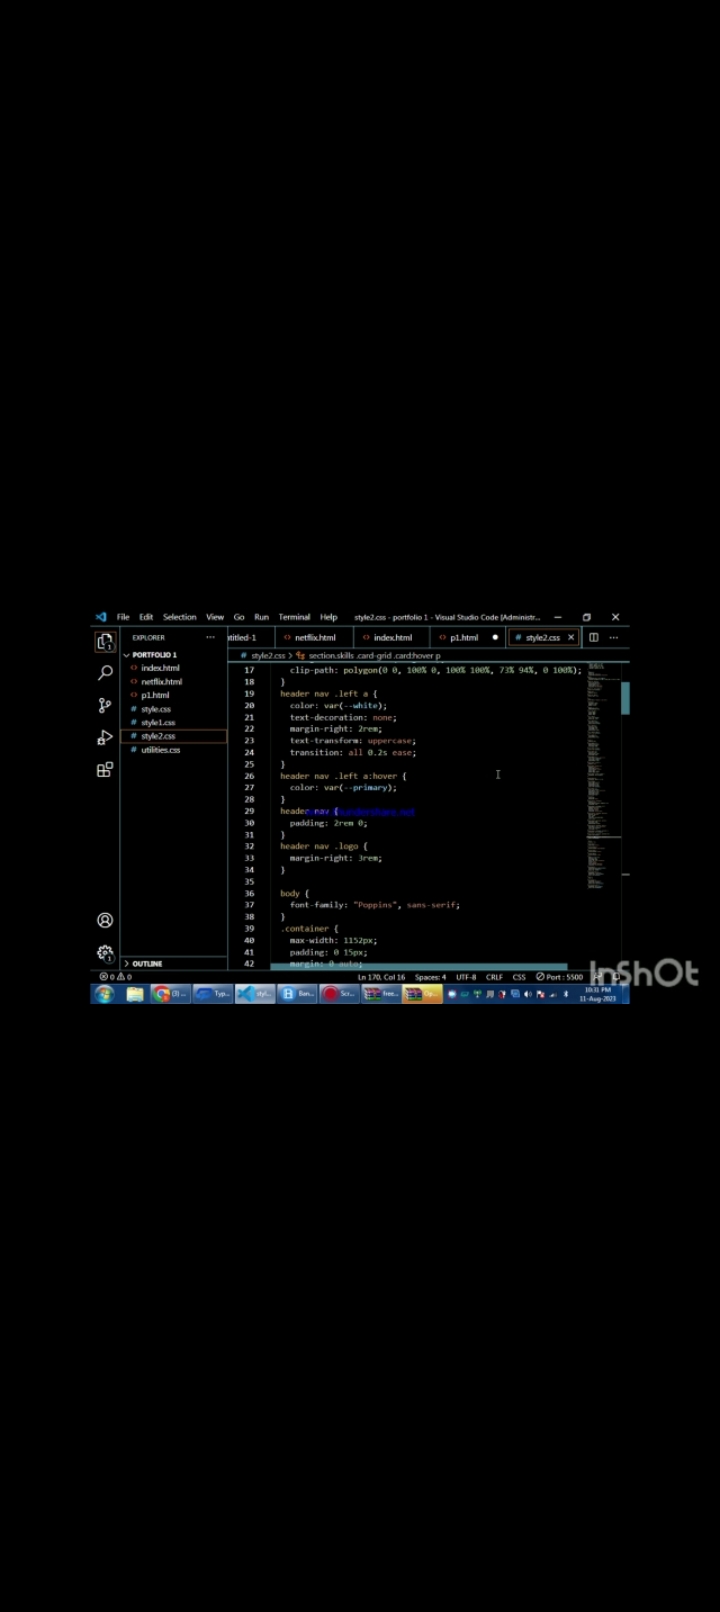 File Edit Selection View Go Run Terminal Help style2.css - portfolio 1 - Visual Studio Code [Administr...
EXPLORER
ntitled-1 netflix.html index.html p1.html style2.css
PORTFOLIO 1
index.html
netflix.html
p1.html
style.css
style1.css
style2.css
utilities.css
OUTLINE
# style2.css > section.skills .card-grid .card:hover p
17 clip-path: polygon(0 0, 100% 0, 100% 100%, 73% 94%, 0 100%);
18 }
19 header nav .left a {
20 color: var(--white);
21 text-decoration: none;
22 margin-right: 2rem;
23 text-transform: uppercase;
24 transition: all 0.2s ease;
25 }
26 header nav .left a:hover {
27 color: var(--primary);
28 }
29 header nav {
30 padding: 2rem 0;
31 }
32 header nav .logo {
33 margin-right: 3rem;
34 }
35
36 body {
37 font-family: "Poppins", sans-serif;
38 }
39 .container {
40 max-width: 1152px;
41 padding: 0 15px;
42 margin: 0 auto;
0 0 Ln 170, Col 16 Spaces: 4 UTF-8 CRLF CSS Port : 5500
InShOt
(3) ... Typ... styl... Ban... Scr... free... Op... 10:31 PM
11-Aug-2023